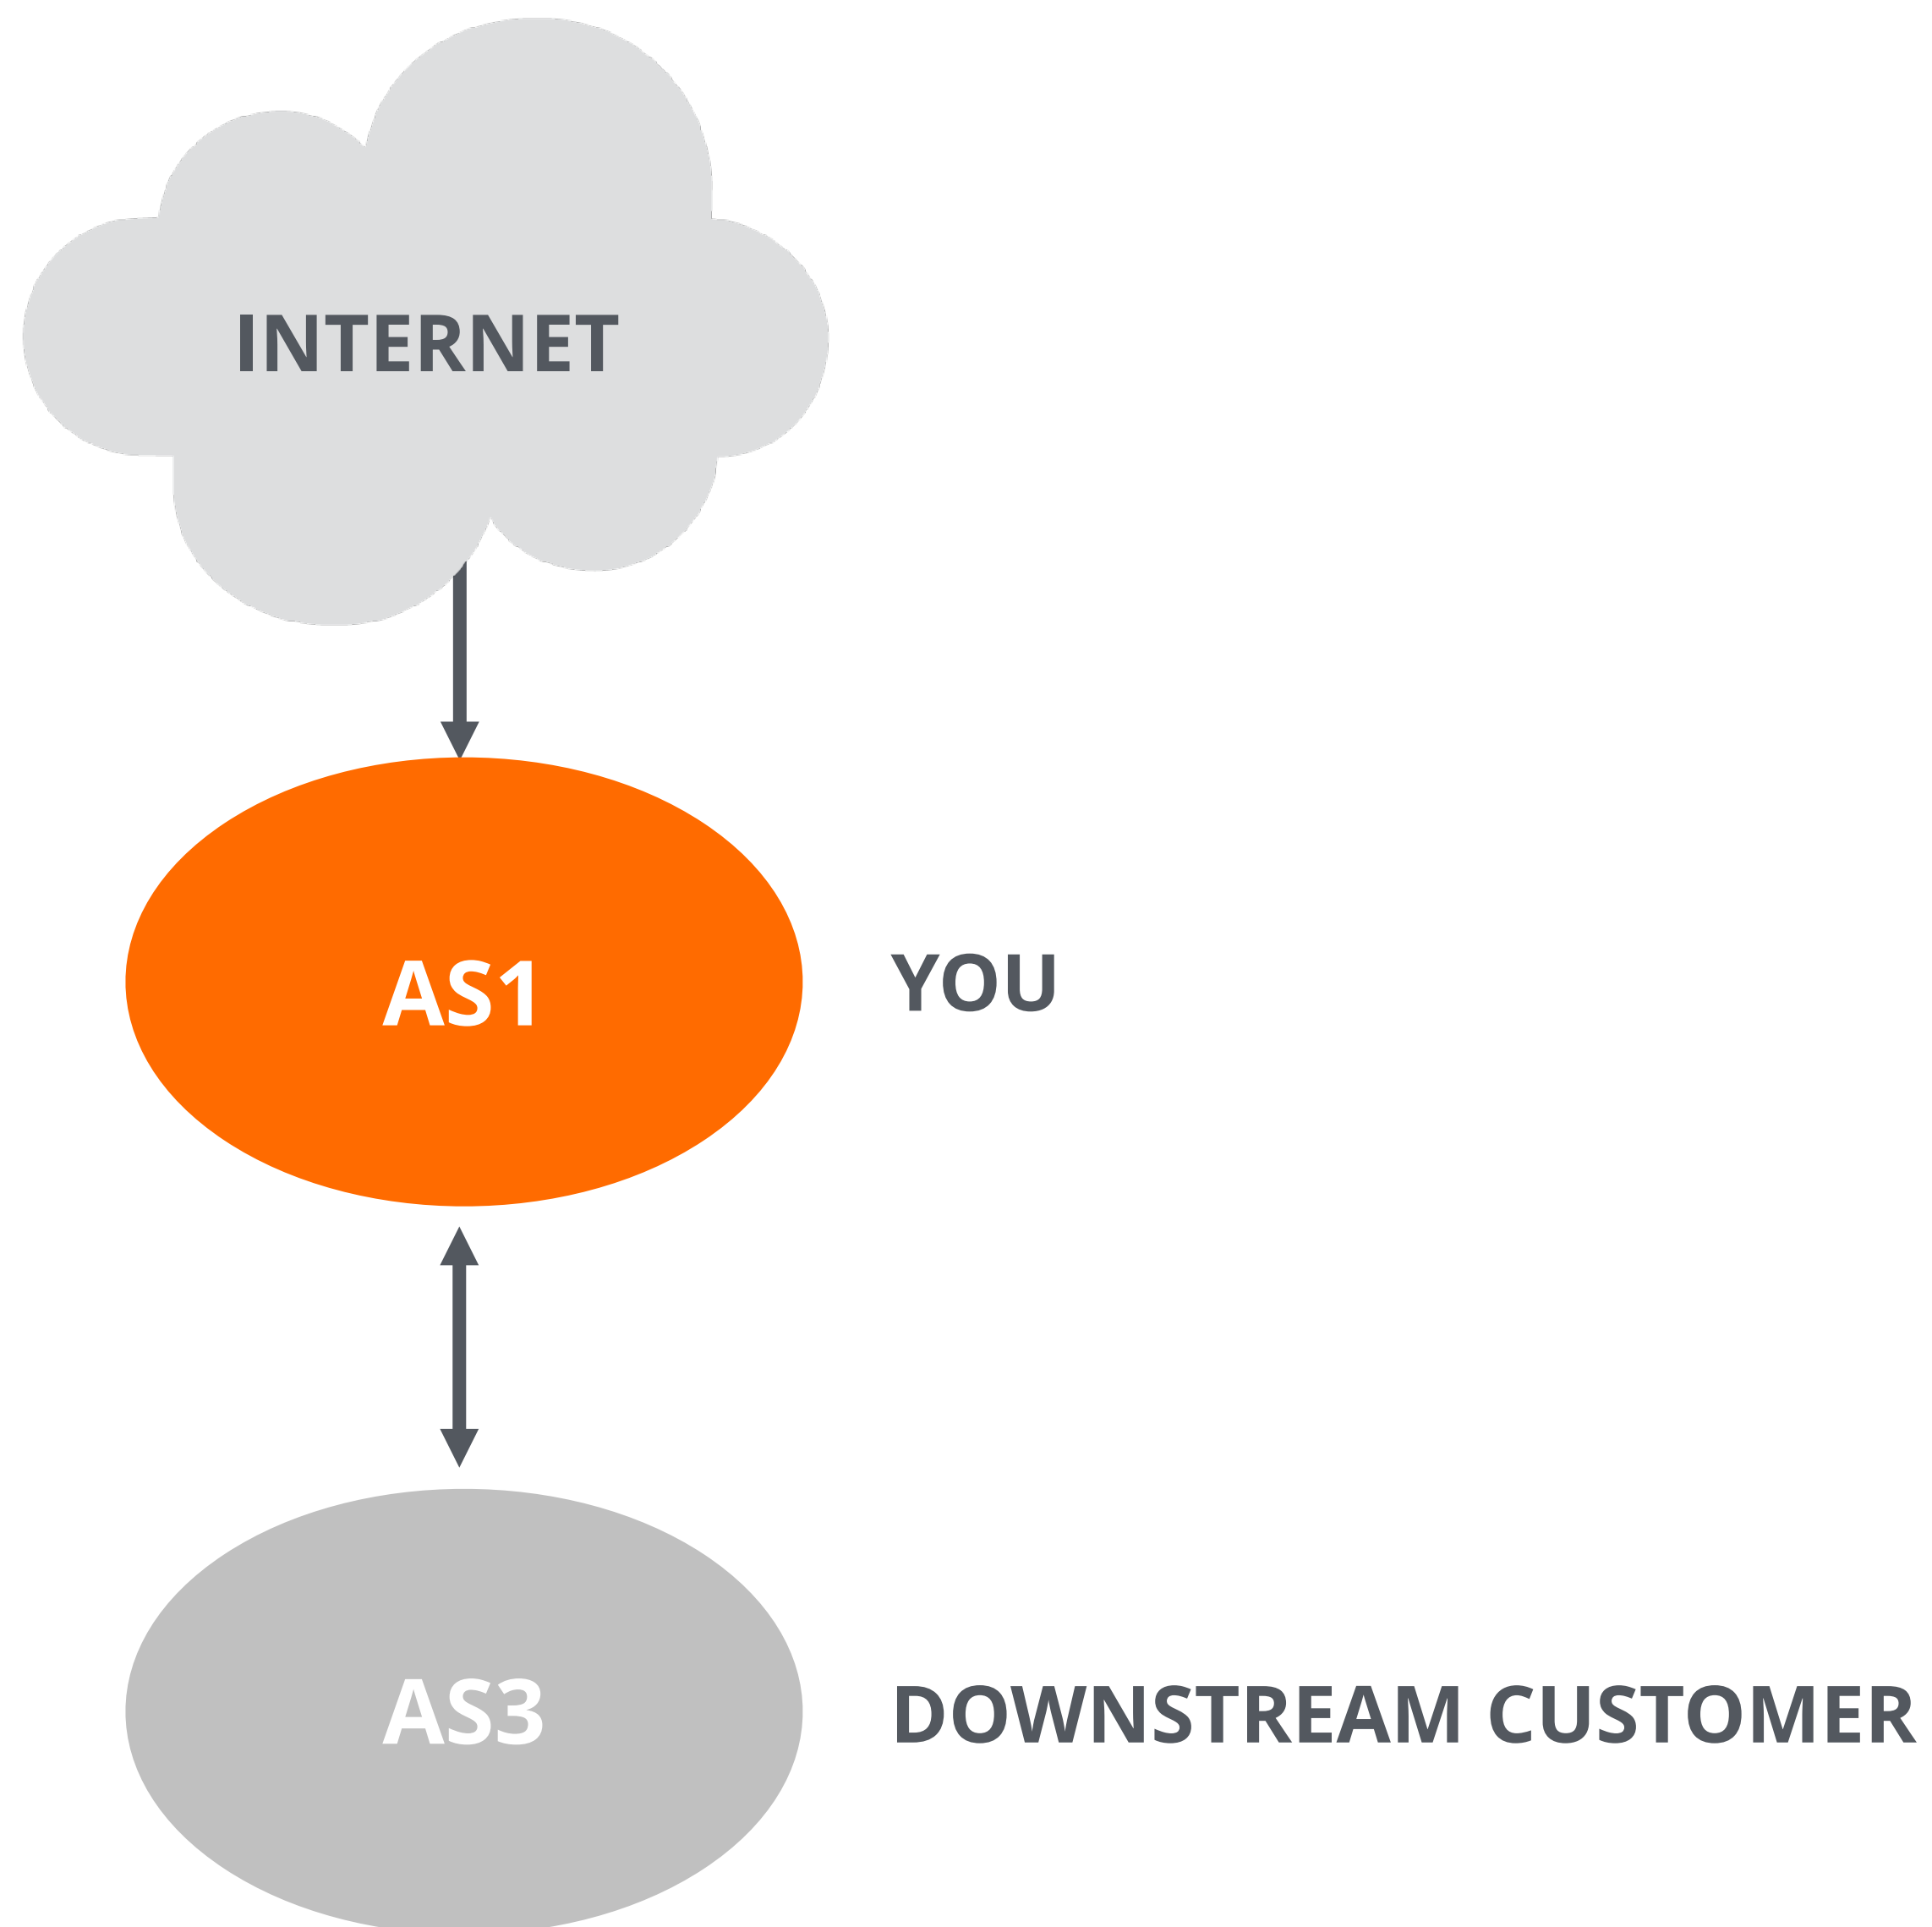 INTERNET
AS1
YOU
AS3
DOWNSTREAM CUSTOMER